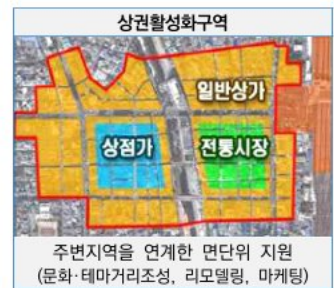 상권활성화구역
일반상가
상점가
전통시장
주변지역을 연계한 면단위 지원
(문화·테마거리조성, 리모델링, 마케팅)